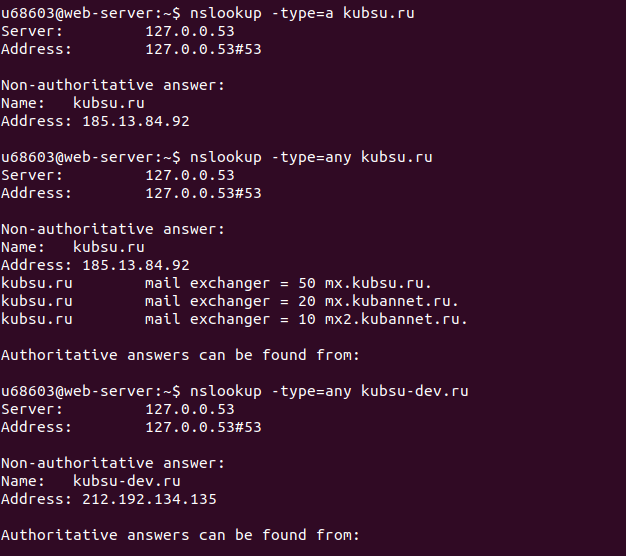 u68603@web-server:~$ nslookup -type=a kubsu.ru
Server:         127.0.0.53
Address:        127.0.0.53#53

Non-authoritative answer:
Name:   kubsu.ru
Address: 185.13.84.92

u68603@web-server:~$ nslookup -type=any kubsu.ru
Server:         127.0.0.53
Address:        127.0.0.53#53

Non-authoritative answer:
Name:   kubsu.ru
Address: 185.13.84.92
kubsu.ru        mail exchanger = 50 mx.kubsu.ru.
kubsu.ru        mail exchanger = 20 mx.kubannet.ru.
kubsu.ru        mail exchanger = 10 mx2.kubannet.ru.

Authoritative answers can be found from:

u68603@web-server:~$ nslookup -type=any kubsu-dev.ru
Server:         127.0.0.53
Address:        127.0.0.53#53

Non-authoritative answer:
Name:   kubsu-dev.ru
Address: 212.192.134.135

Authoritative answers can be found from: